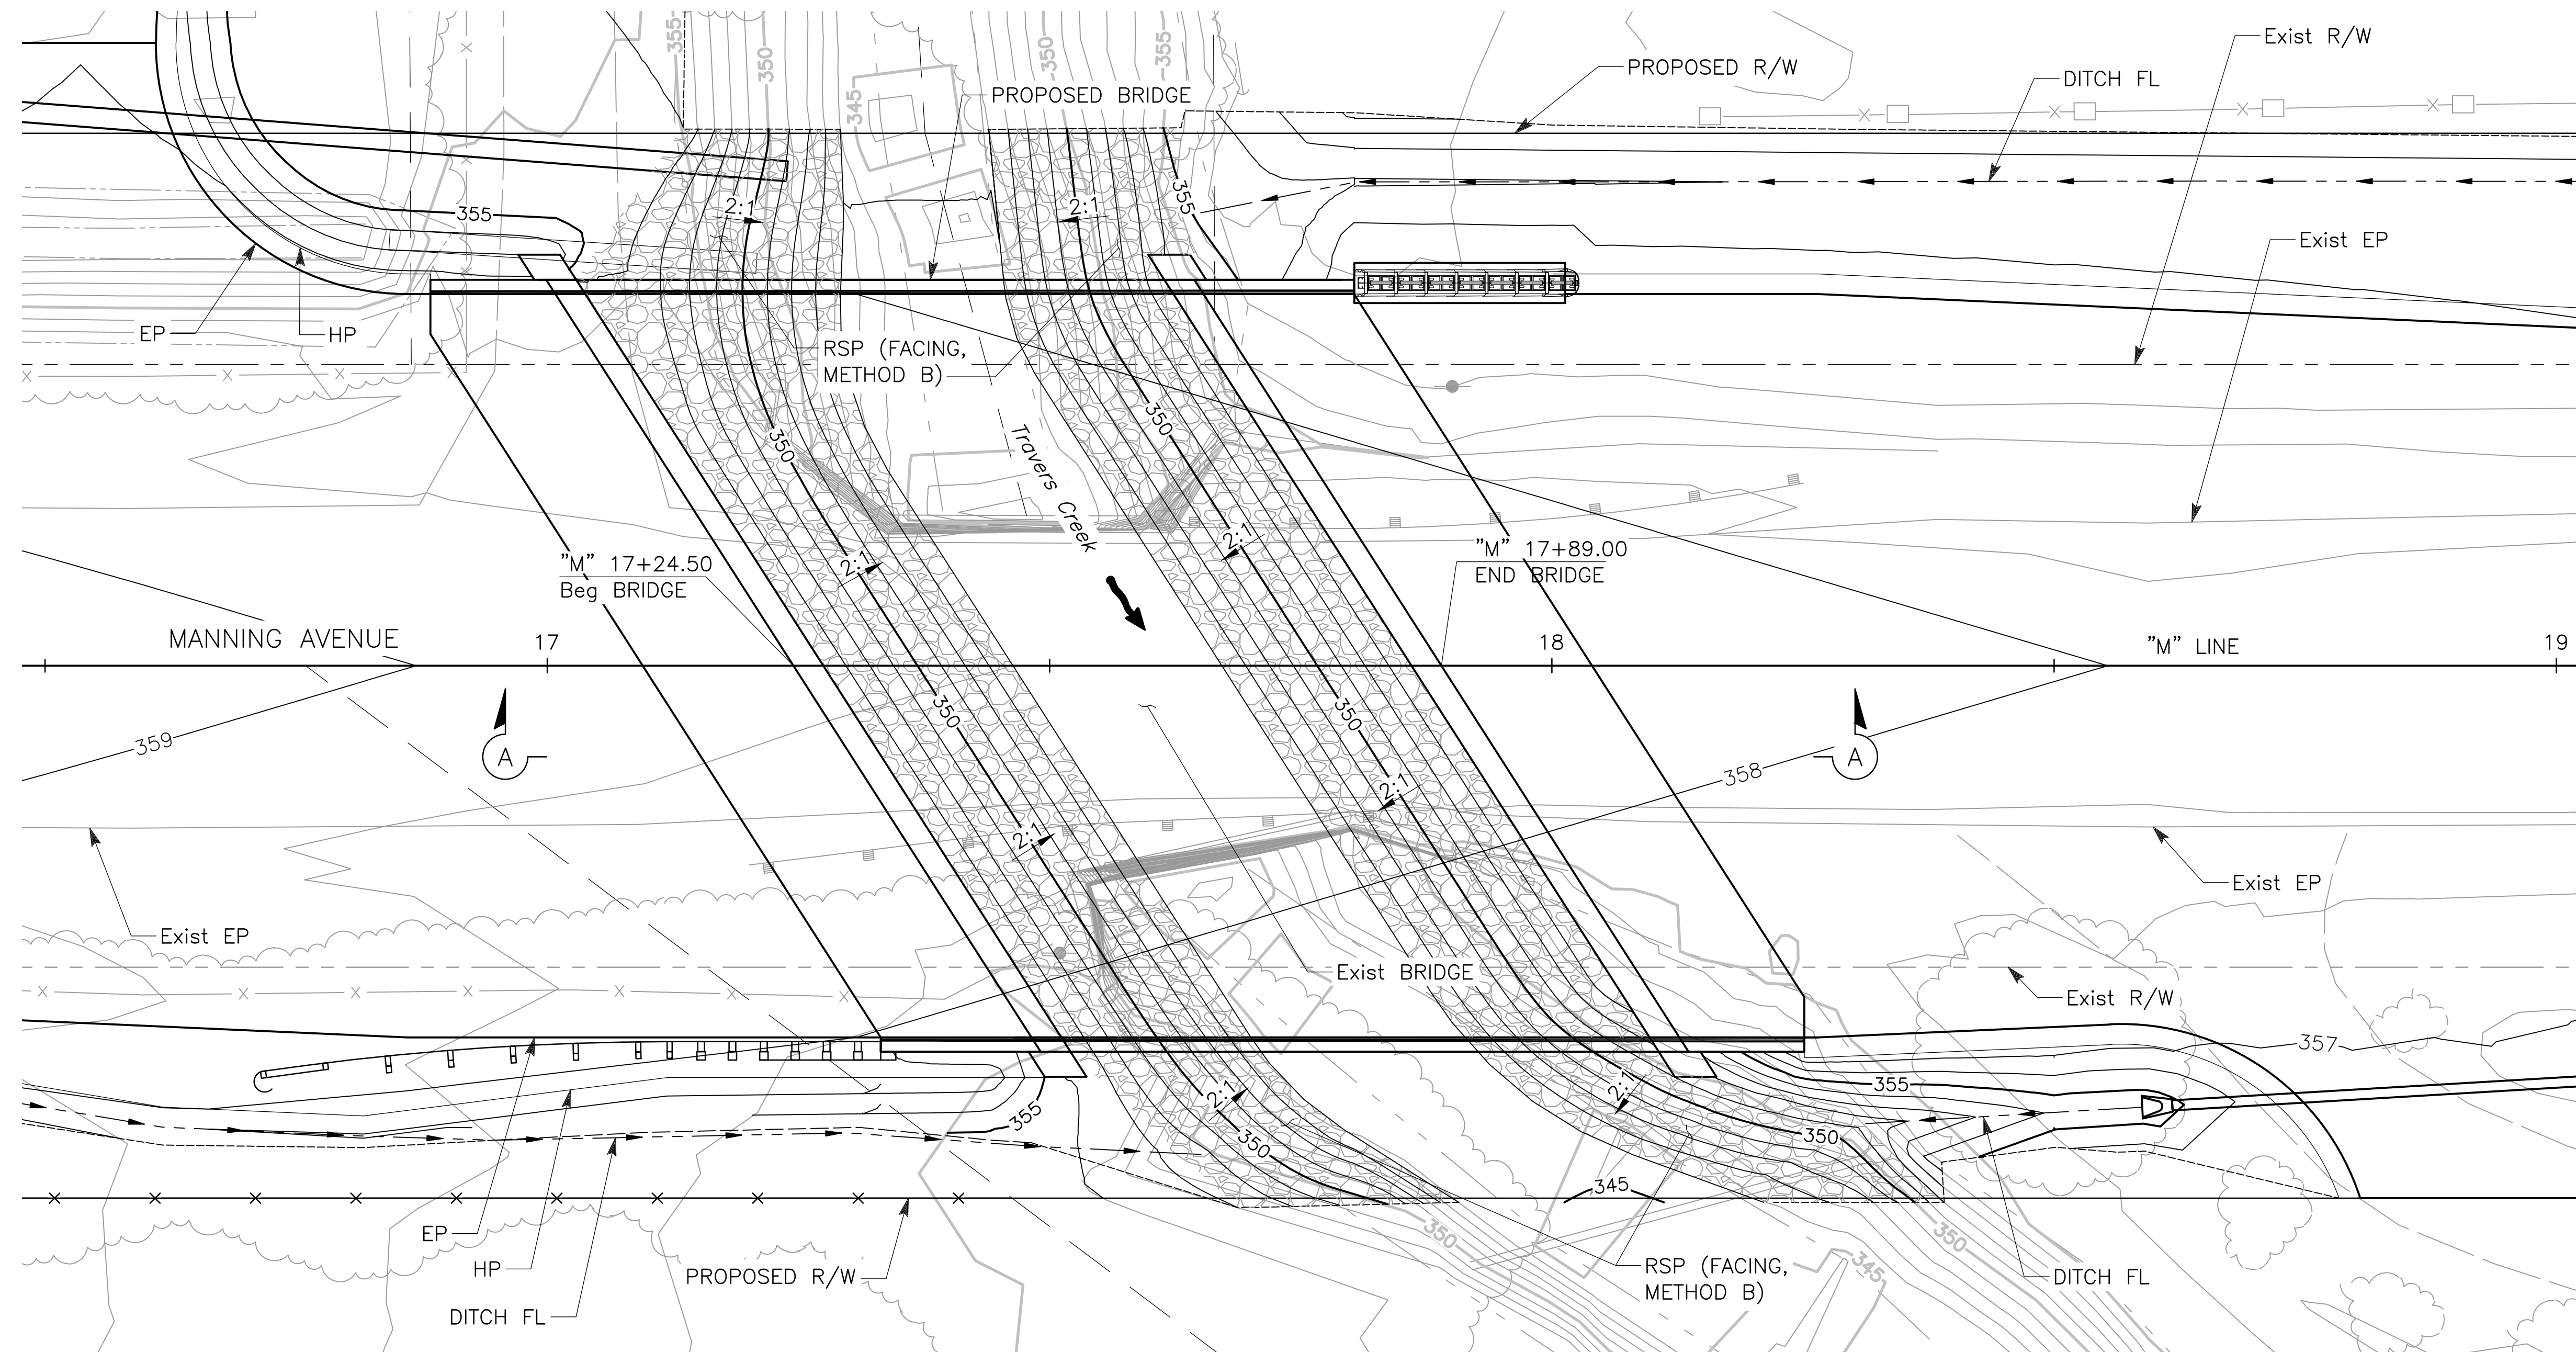 355
350
350
355
Exist R/W
PROPOSED R/W
DITCH FL
345
PROPOSED BRIDGE
2:1
2:1
355
355
Exist EP
EP
HP
RSP (FACING,
METHOD B)
350
350
Travers Creek
2:1
2:1
"M" 17+24.50
Beg BRIDGE
"M" 17+89.00
END BRIDGE
MANNING AVENUE
17
18
"M" LINE
19
350
350
359
A
358
A
2:1
2:1
Exist EP
Exist EP
Exist BRIDGE
Exist R/W
357
2:1
2:1
355
355
350
350
345
EP
HP
DITCH FL
PROPOSED R/W
350
RSP (FACING,
METHOD B)
345
350
DITCH FL